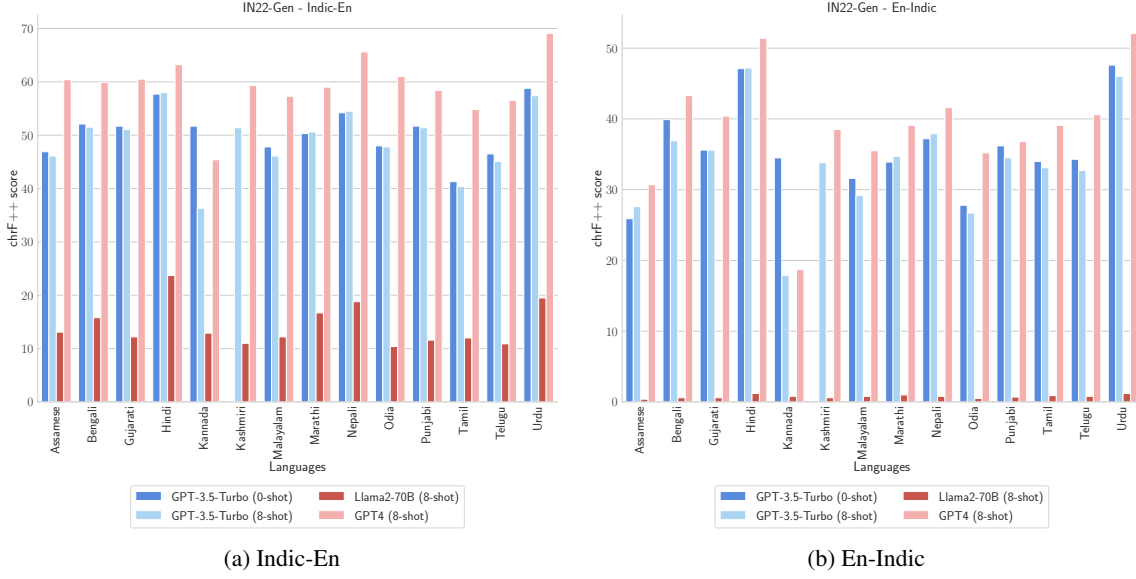 IN22-Gen - Indic-En
chrF++ score
70
60
50
40
30
20
10
0
Assamese
Bengali
Gujarati
Hindi
Kannada
Kashmiri
Malayalam
Marathi
Nepali
Odia
Punjabi
Tamil
Telugu
Urdu
Languages
GPT-3.5-Turbo (0-shot)
GPT-3.5-Turbo (8-shot)
Llama2-70B (8-shot)
GPT4 (8-shot)
(a) Indic-En
IN22-Gen - En-Indic
chrF++ score
50
40
30
20
10
0
Assamese
Bengali
Gujarati
Hindi
Kannada
Kashmiri
Malayalam
Marathi
Nepali
Odia
Punjabi
Tamil
Telugu
Urdu
Languages
GPT-3.5-Turbo (0-shot)
GPT-3.5-Turbo (8-shot)
Llama2-70B (8-shot)
GPT4 (8-shot)
(b) En-Indic